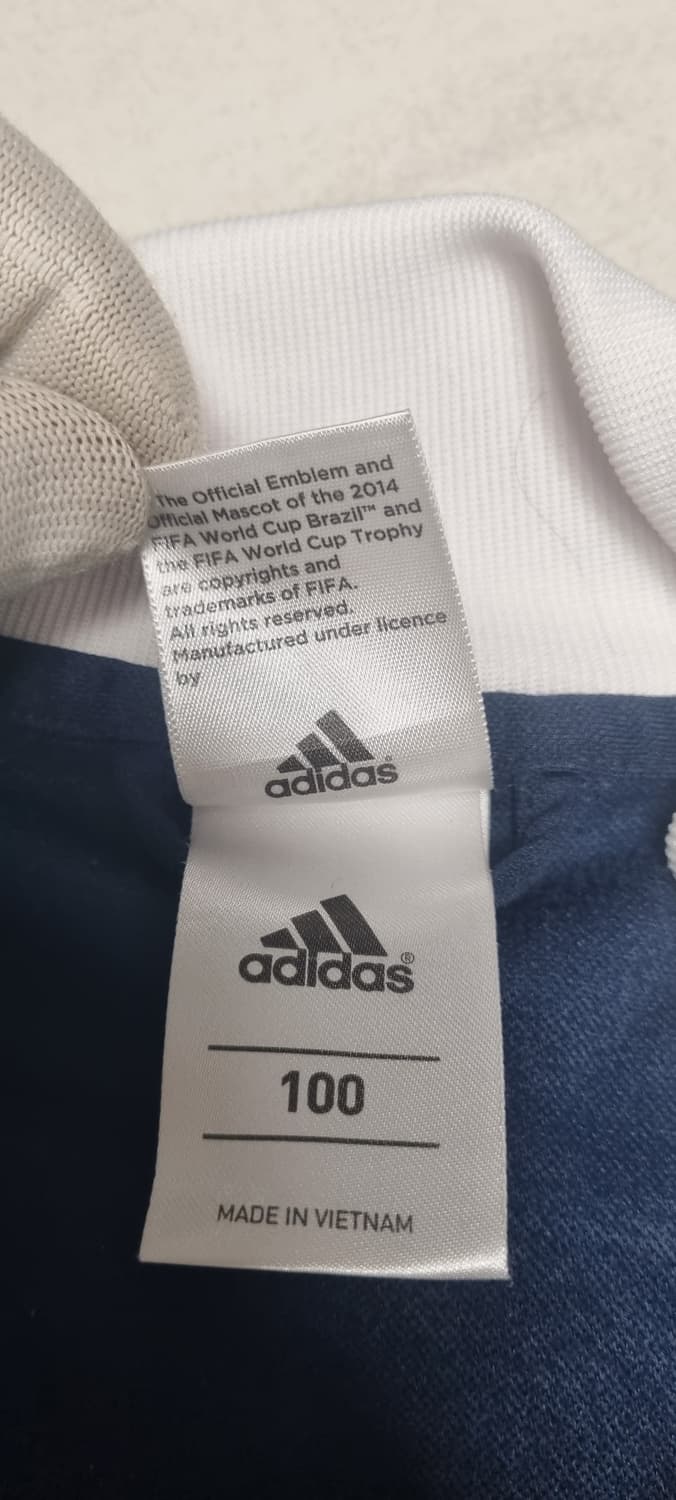 The Official Emblem and
Official Mascot of the 2014
FIFA World Cup Brazil™ and
the FIFA World Cup Trophy
are copyrights and
trademarks of FIFA.
All rights reserved.
Manufactured under licence
by
adidas
adidas®
100
MADE IN VIETNAM